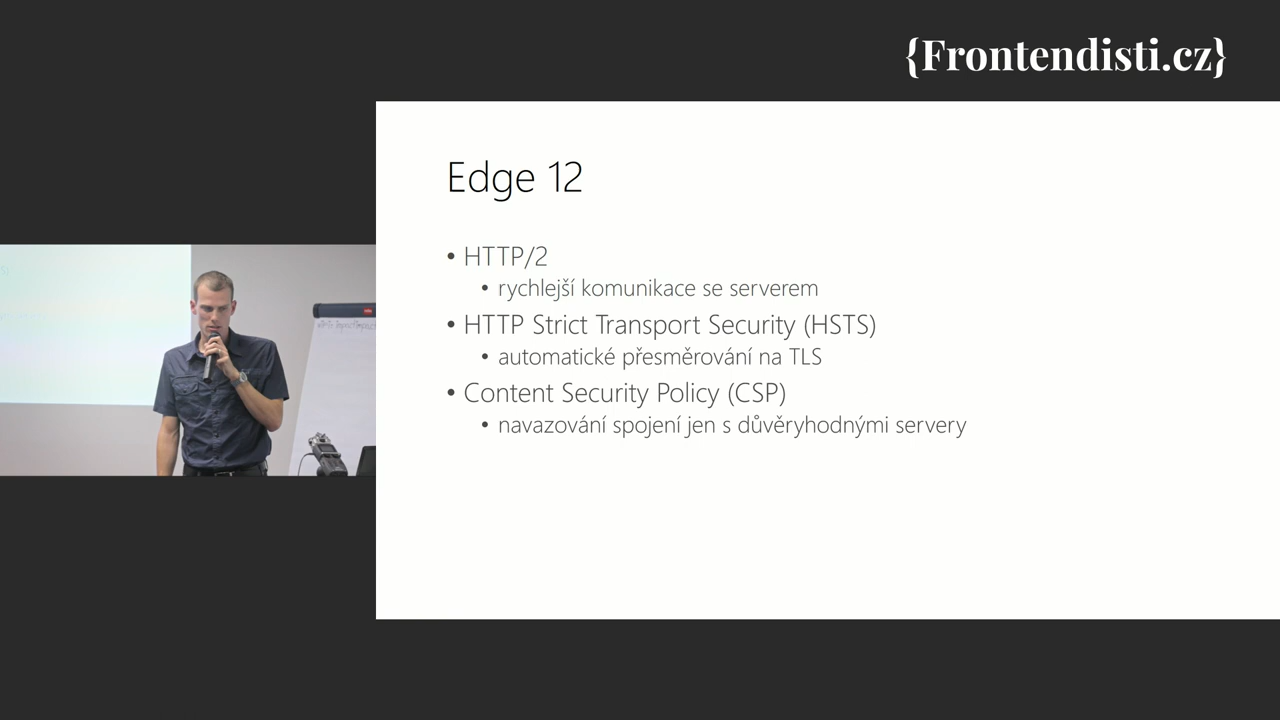 {Frontendisti.cz}
Edge 12
• HTTP/2
• rychlejší komunikace se serverem
• HTTP Strict Transport Security (HSTS)
• automatické přesměrování na TLS
• Content Security Policy (CSP)
• navazování spojení jen s důvěryhodnými servery